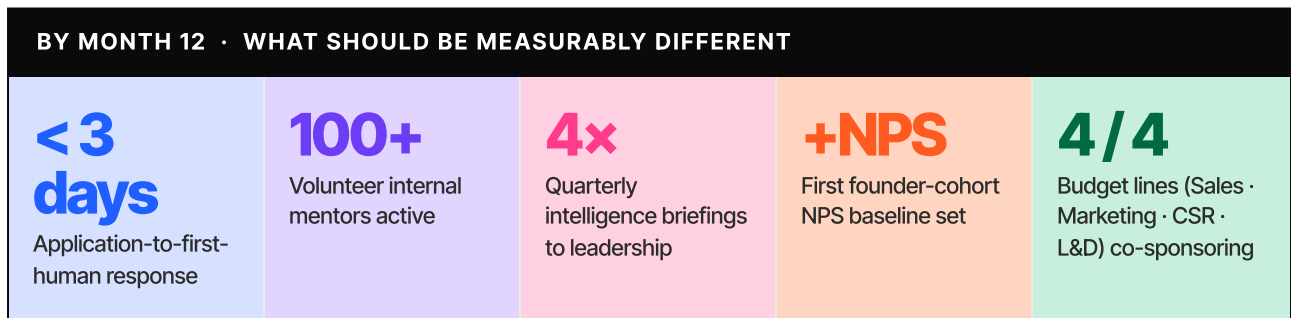 BY MONTH 12 · WHAT SHOULD BE MEASURABLY DIFFERENT
< 3
days
Application-to-first-
human response
100+
Volunteer internal
mentors active
4×
Quarterly
intelligence briefings
to leadership
+NPS
First founder-cohort
NPS baseline set
4 / 4
Budget lines (Sales ·
Marketing · CSR ·
L&D) co-sponsoring